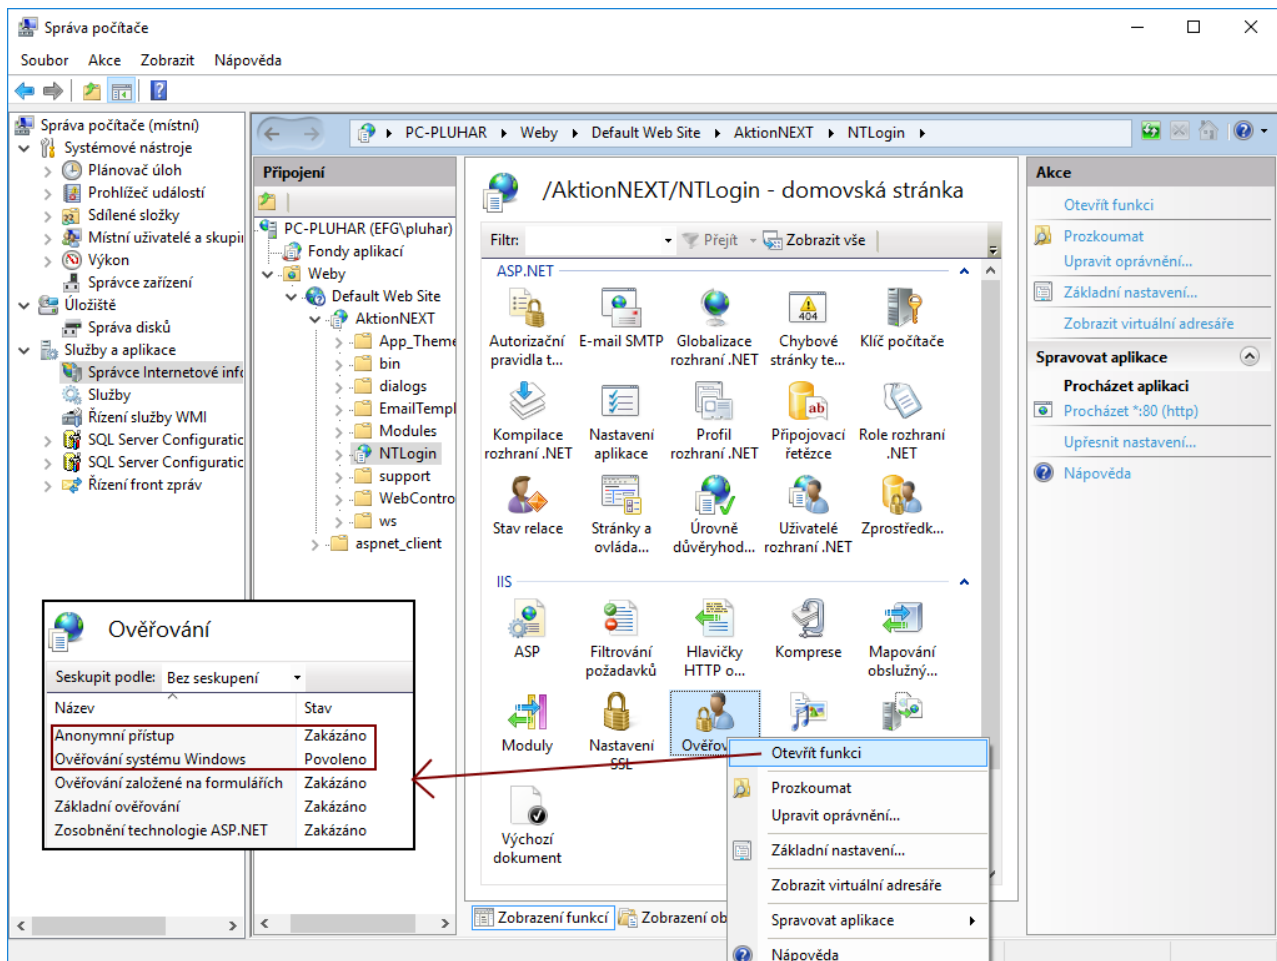 Správa počítače
Soubor Akce Zobrazit Nápověda
Správa počítače (místní)
Systémové nástroje
Plánovač úloh
Prohlížeč událostí
Sdílené složky
Místní uživatelé a skupin
Výkon
Správce zařízení
Úložiště
Správa disků
Služby a aplikace
Správce Internetové infc
Služby
Řízení služby WMI
SQL Server Configuratic
SQL Server Configuratic
Řízení front zpráv
PC-PLUHAR Weby Default Web Site AktionNEXT NTLogin
Připojení
PC-PLUHAR (EFG\pluhar)
Fondy aplikací
Weby
Default Web Site
AktionNEXT
App_Theme
bin
dialogs
EmailTempl
Modules
NTLogin
support
WebContro
ws
aspnet_client
/AktionNEXT/NTLogin - domovská stránka
Filtr: Přejít Zobrazit vše
ASP.NET
Autorizační pravidla t...
E-mail SMTP
Globalizace rozhraní .NET
404
Chybové stránky te...
Klíč počítače
Kompilace rozhraní .NET
Nastavení aplikace
Profil rozhraní .NET
ab
Připojovací řetězce
Role rozhraní .NET
Stav relace
Stránky a ovláda...
Úrovně důvěryhod...
Uživatelé rozhraní .NET
Zprostředk...
IIS
ASP
Filtrování požadavků
Hlavičky HTTP o...
Komprese
Mapování obslužný...
Moduly
Nastavení SSL
Ověřov
Výchozí dokument
Zobrazení funkcí Zobrazení ob
Otevřít funkci
Prozkoumat
Upravit oprávnění...
Základní nastavení...
Zobrazit virtuální adresáře
Spravovat aplikace
Nápověda
Akce
Otevřít funkci
Prozkoumat
Upravit oprávnění...
Základní nastavení...
Zobrazit virtuální adresáře
Spravovat aplikace
Procházet aplikaci
Procházet *:80 (http)
Upřesnit nastavení...
Nápověda
Ověřování
Seskupit podle: Bez seskupení
Název Stav
Anonymní přístup Zakázáno
Ověřování systému Windows Povoleno
Ověřování založené na formulářích Zakázáno
Základní ověřování Zakázáno
Zosobnění technologie ASP.NET Zakázáno